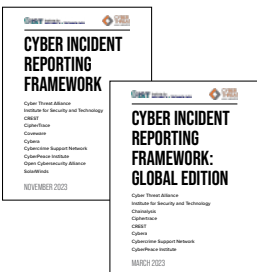 IST
CYBER INCIDENT
REPORTING
FRAMEWORK
Cyber Threat Alliance
Institute for Security and Technology
CREST
CipherTrace
Coveware
Cybera
Cybercrime Support Network
CyberPeace Institute
Open Cybersecurity Alliance
SolarWinds
NOVEMBER 2023
IST
CYBER INCIDENT
REPORTING
FRAMEWORK:
GLOBAL EDITION
Cyber Threat Alliance
Institute for Security and Technology
Chainalysis
Ciphertrace
CREST
Cybera
Cybercrime Support Network
CyberPeace Institute
MARCH 2023